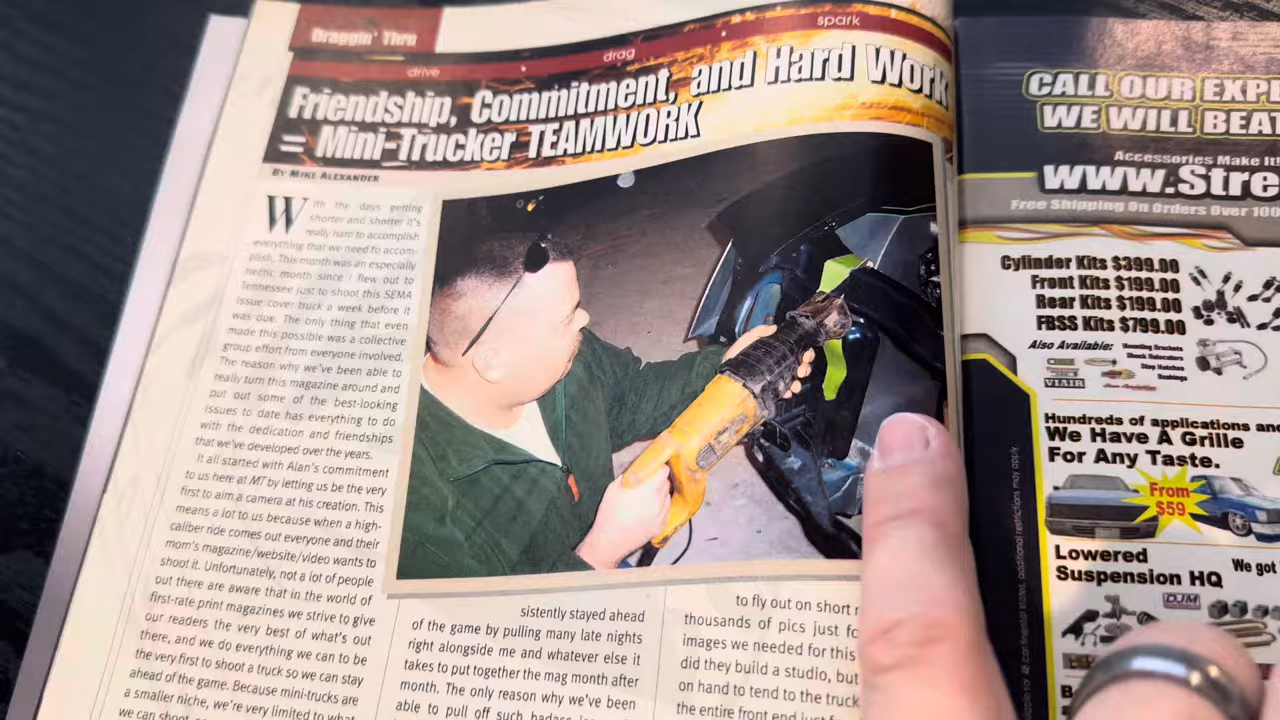 Draggin' Thru
drive
drag
spark
Friendship, Commitment, and Hard Work
= Mini-Trucker TEAMWORK
By Mike Alexander
With the days getting
shorter and shorter it's
really hard to accomplish
everything that we need to accom-
plish. This month was an especially
hectic month since I flew out to
Tennessee just to shoot this SEMA
issue cover truck a week before it
was due. The only thing that even
made this possible was a collective
group effort from everyone involved.
The reason why we've been able to
really turn this magazine around and
put out some of the best-looking
issues to date has everything to do
with the dedication and friendships
that we've developed over the years.
It all started with Alan's commitment
to us here at MT by letting us be the very
first to aim a camera at his creation. This
means a lot to us because when a high-
caliber ride comes out everyone and their
mom's magazine/website/video wants to
shoot it. Unfortunately, not a lot of people
out there are aware that in the world of
first-rate print magazines we strive to give
our readers the very best of what's out
there, and we do everything we can to be
the very first to shoot a truck so we can stay
ahead of the game. Because mini-trucks are
a smaller niche, we're very limited to what
we can shoot,
sistently stayed ahead
of the game by pulling many late nights
right alongside me and whatever else it
takes to put together the mag month after
month. The only reason why we've been
able to pull off such badass
to fly out on short
thousands of pics just
images we needed for this
did they build a studio, but
on hand to tend to the truck
the entire front end just
CALL OUR
WE WILL
Accessories Make It!
www.Stre
Free Shipping On Orders Over
Cylinder Kits $399.00
Front Kits $199.00
Rear Kits $199.00
FBSS Kits $799.00
Also Available:
Mounting Brackets
Shock Relocators
Step Notches
Bushings
VIAIR
Hundreds of applications
We Have A Grille
For Any Taste.
From
$59
Lowered
Suspension HQ
We got
DJM
additional restrictions may apply